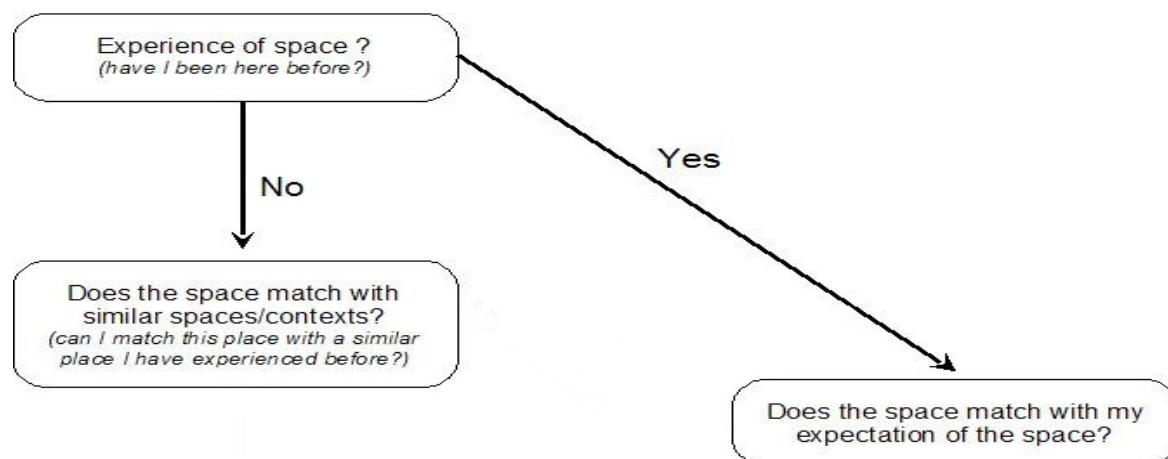 Experience of space ?
(have I been here before?)
Yes
No
Does the space match with
similar spaces/contexts?
(can I match this place with a similar
place I have experienced before?)
Does the space match with my
expectation of the space?